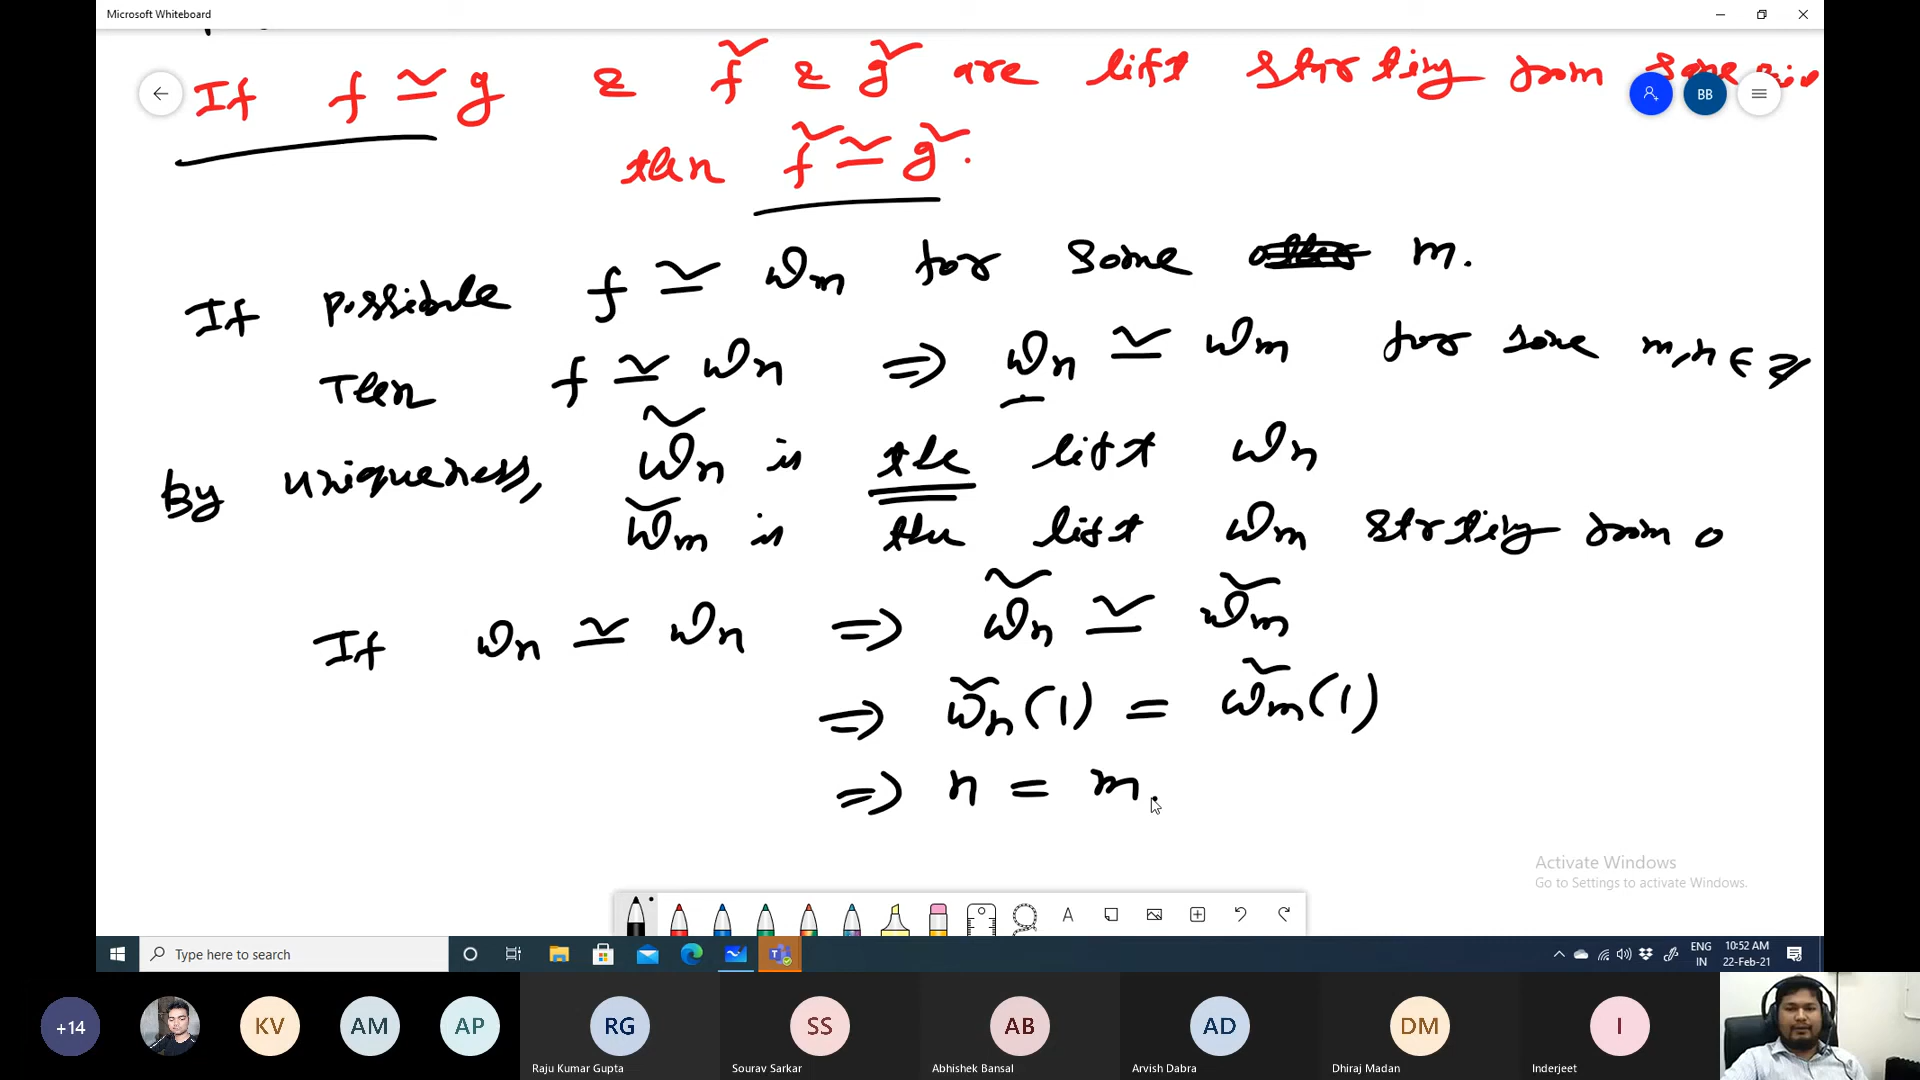 Microsoft Whiteboard
If f ≃ g & f̃ & g̃ are lift starting from same
then f̃ ≃ g̃.
If possible f ≃ ωm for some m.
Then f ≃ ωn ⇒ ωn ≃ ωm for some m,n ∈ ℤ
By uniqueness, ω̃n is the lift ωn
ω̃m is the lift ωm starting from 0
If ωn ≃ ωn ⇒ ω̃n ≃ ω̃m
⇒ ω̃n(1) = ω̃m(1)
⇒ n = m.
BB
Activate Windows
Go to Settings to activate Windows.
A
Type here to search
ENG
IN
10:52 AM
22-Feb-21
+14
KV
AM
AP
RG
SS
AB
AD
DM
I
Raju Kumar Gupta
Sourav Sarkar
Abhishek Bansal
Arvish Dabra
Dhiraj Madan
Inderjeet